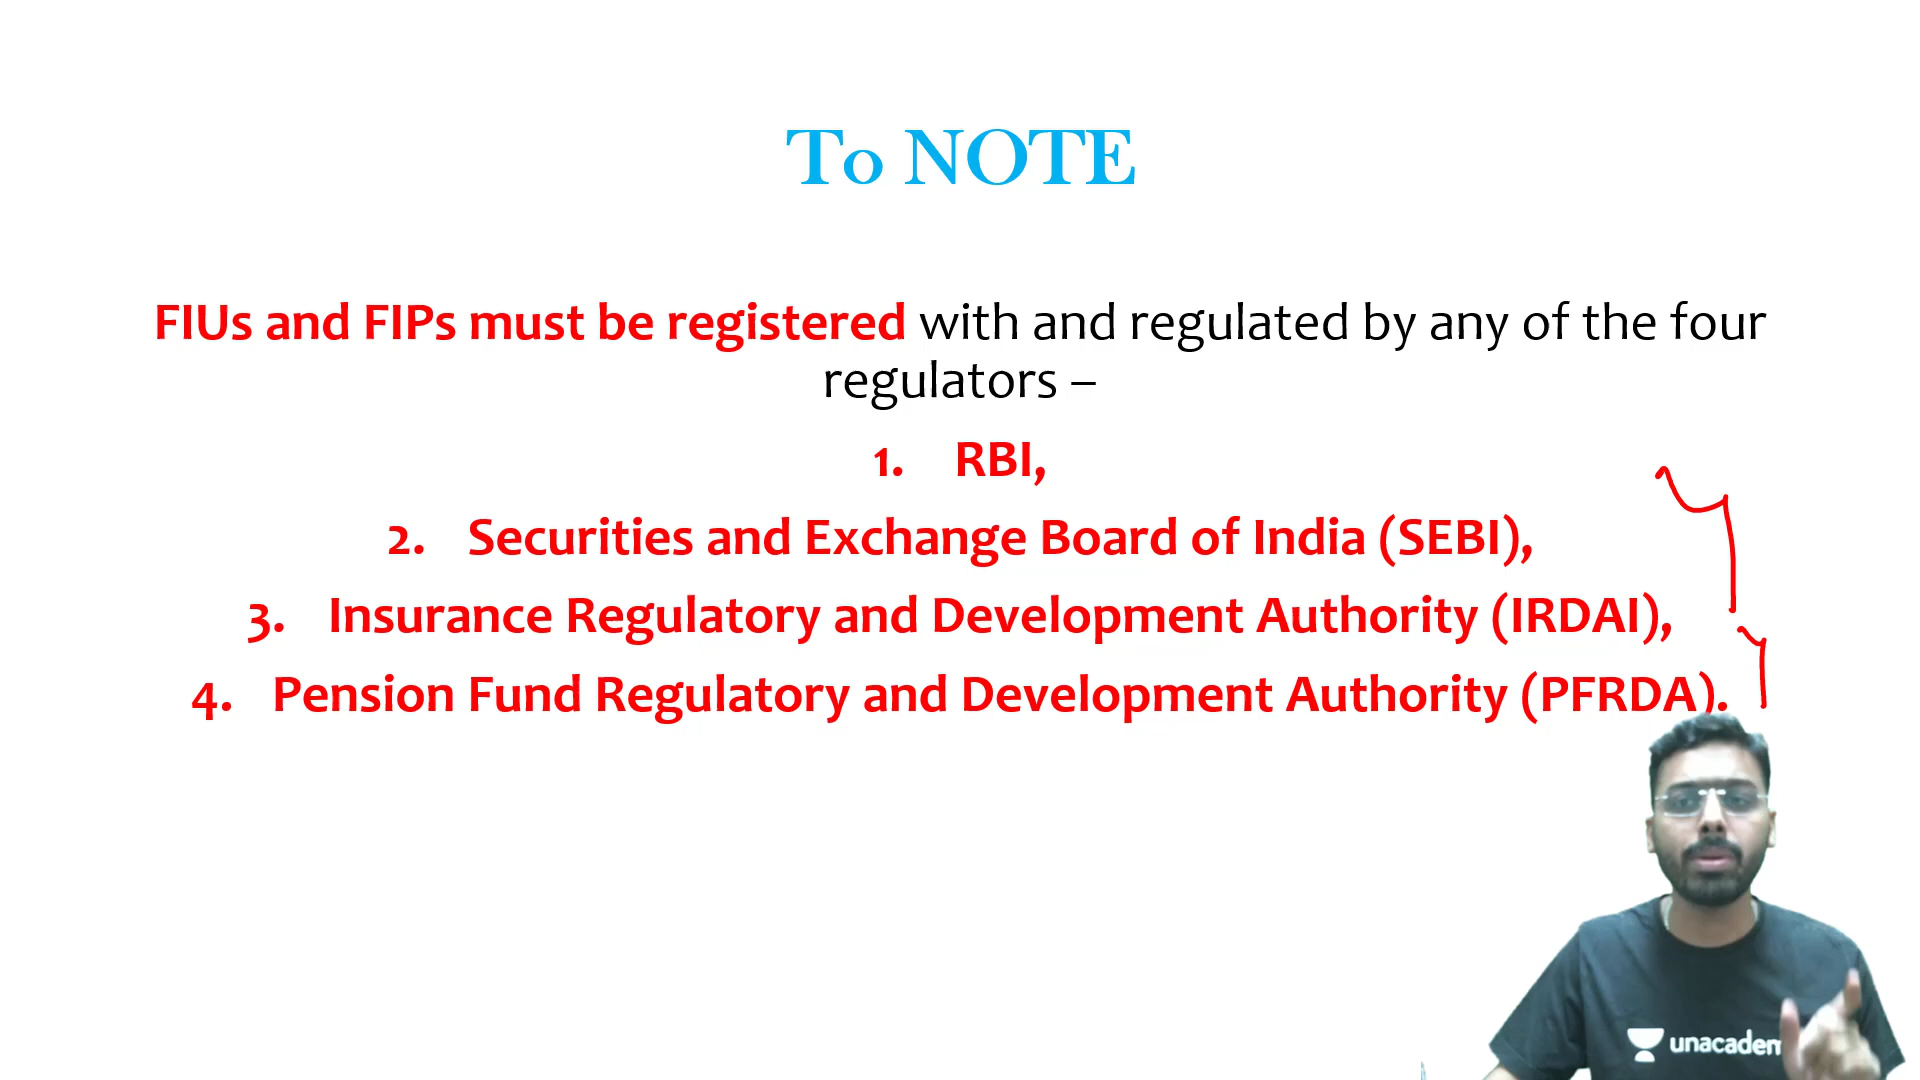 To NOTE
FIUs and FIPs must be registered with and regulated by any of the four
regulators –
1. RBI,
2. Securities and Exchange Board of India (SEBI),
3. Insurance Regulatory and Development Authority (IRDAI),
4. Pension Fund Regulatory and Development Authority (PFRDA).
unacadem